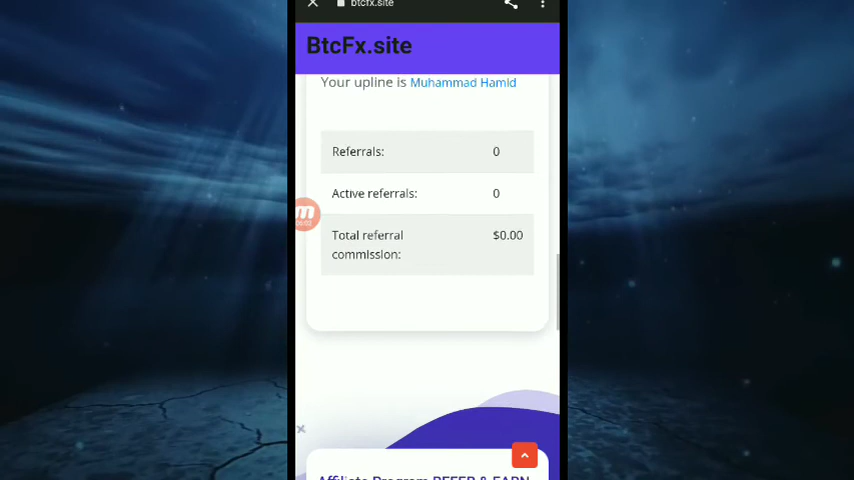 btcfx.site
BtcFx.site
Your upline is Muhammad Hamid
Referrals: 0
Active referrals: 0
Total referral $0.00
commission:
Affiliate Program REFER & EARN